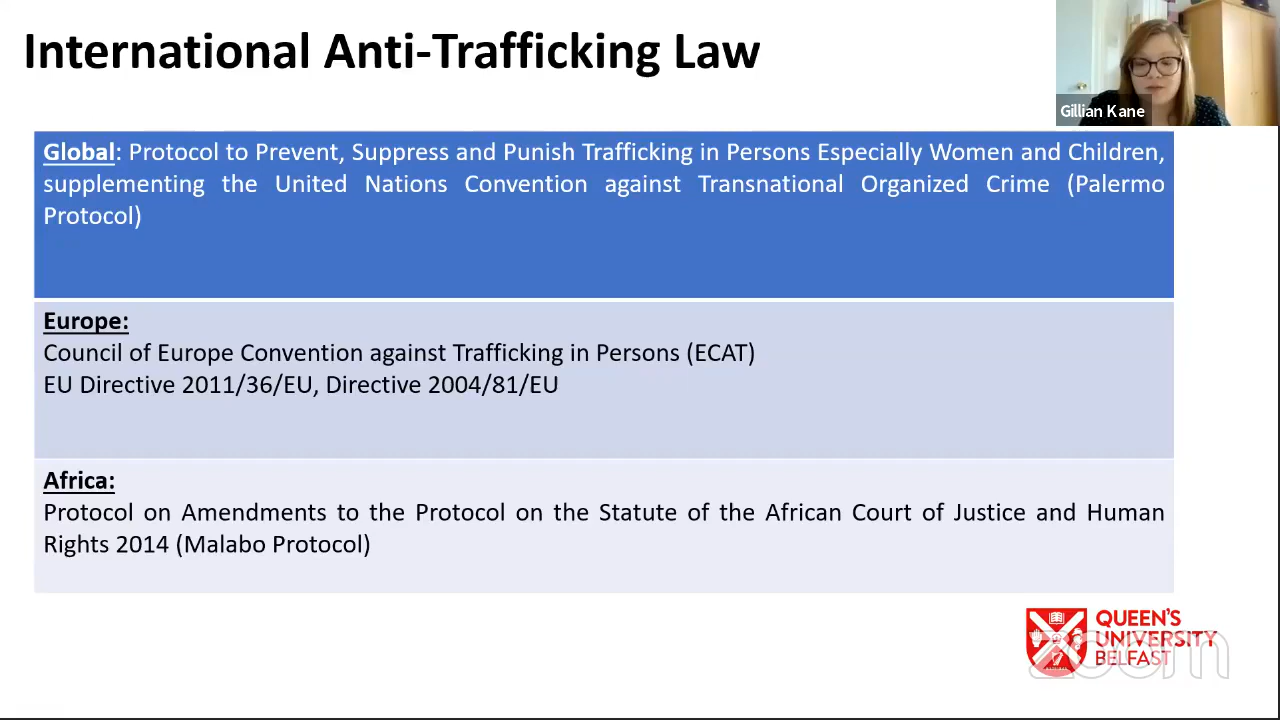 International Anti-Trafficking Law
Gillian Kane
Global: Protocol to Prevent, Suppress and Punish Trafficking in Persons Especially Women and Children,
supplementing the United Nations Convention against Transnational Organized Crime (Palermo
Protocol)
Europe:
Council of Europe Convention against Trafficking in Persons (ECAT)
EU Directive 2011/36/EU, Directive 2004/81/EU
Africa:
Protocol on Amendments to the Protocol on the Statute of the African Court of Justice and Human
Rights 2014 (Malabo Protocol)
QUEEN'S
UNIVERSITY
BELFAST
zoom